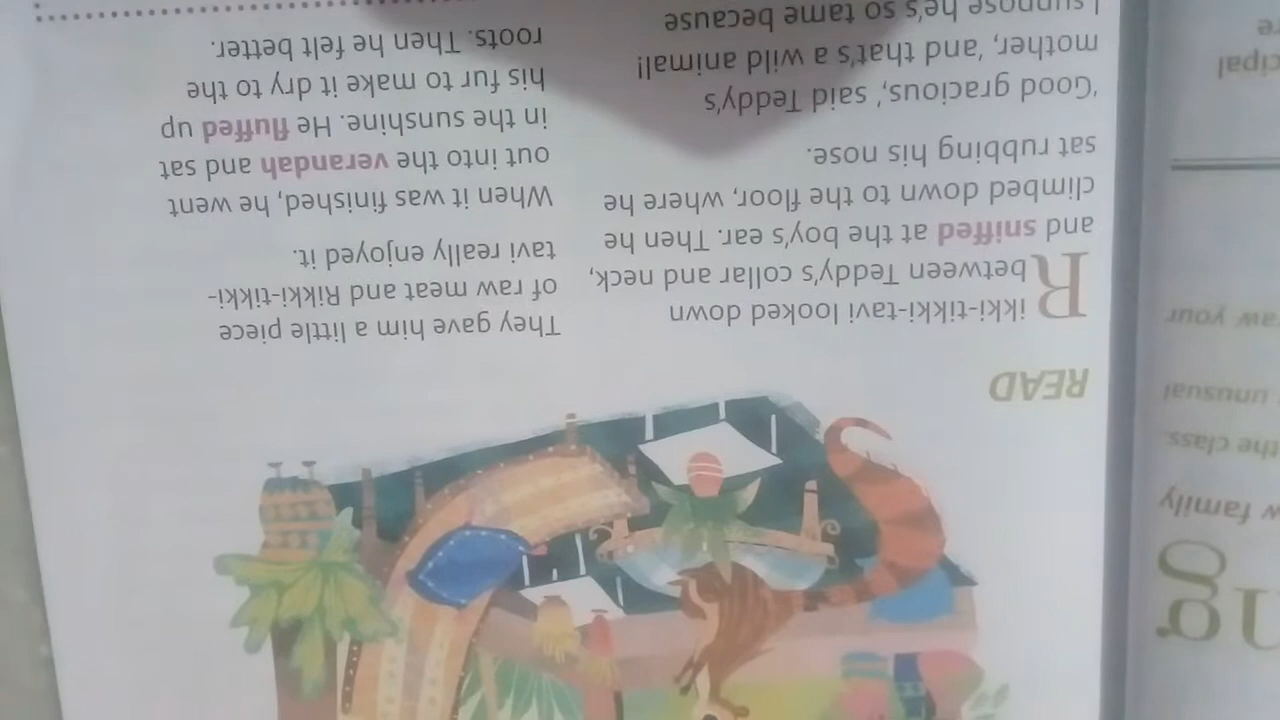 ng
w family
the class
unusual
aw your
cipal
re
READ
Rikki-tikki-tavi looked down
between Teddy's collar and neck,
and sniffed at the boy's ear. Then he
climbed down to the floor, where he
sat rubbing his nose.
'Good gracious,' said Teddy's
mother, 'and that's a wild animal!
I suppose he's so tame because
They gave him a little piece
of raw meat and Rikki-tikki-
tavi really enjoyed it.
When it was finished, he went
out into the verandah and sat
in the sunshine. He fluffed up
his fur to make it dry to the
roots. Then he felt better.